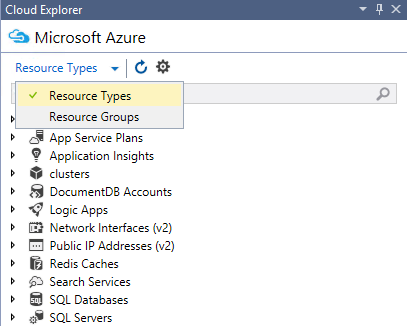 Cloud Explorer
Microsoft Azure
Resource Types
Resource Types
Resource Groups
App Service Plans
Application Insights
clusters
DocumentDB Accounts
Logic Apps
Network Interfaces (v2)
Public IP Addresses (v2)
Redis Caches
Search Services
SQL Databases
SQL Servers